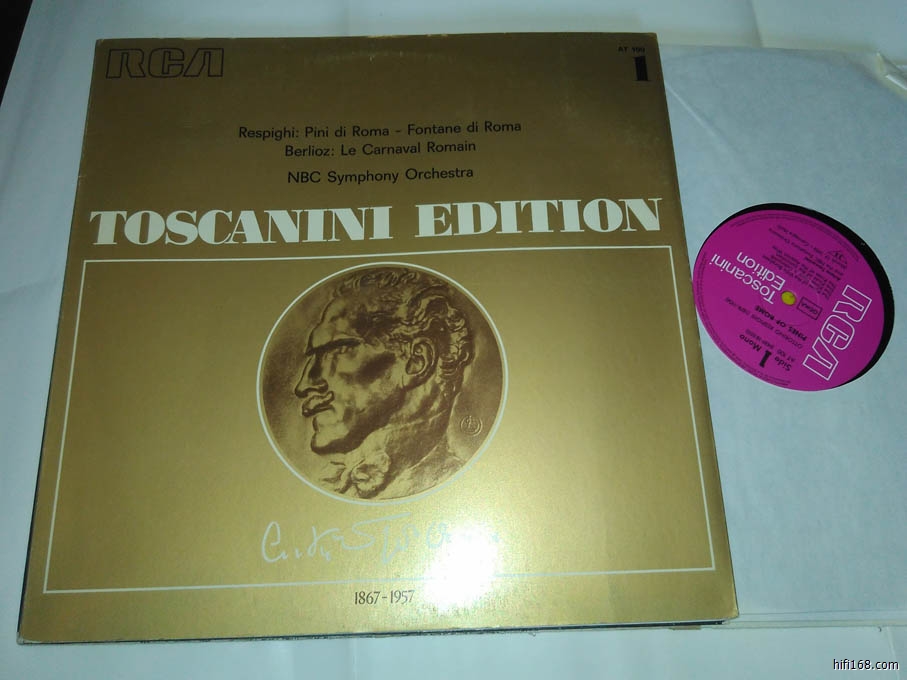 RCA
AT 100
1
Respighi: Pini di Roma - Fontane di Roma
Berlioz: Le Carnaval Romain
NBC Symphony Orchestra
TOSCANINI EDITION
1867-1957
RCA
Toscanini
Edition
PINES OF ROME
Side 1 Mono
hifi168.com